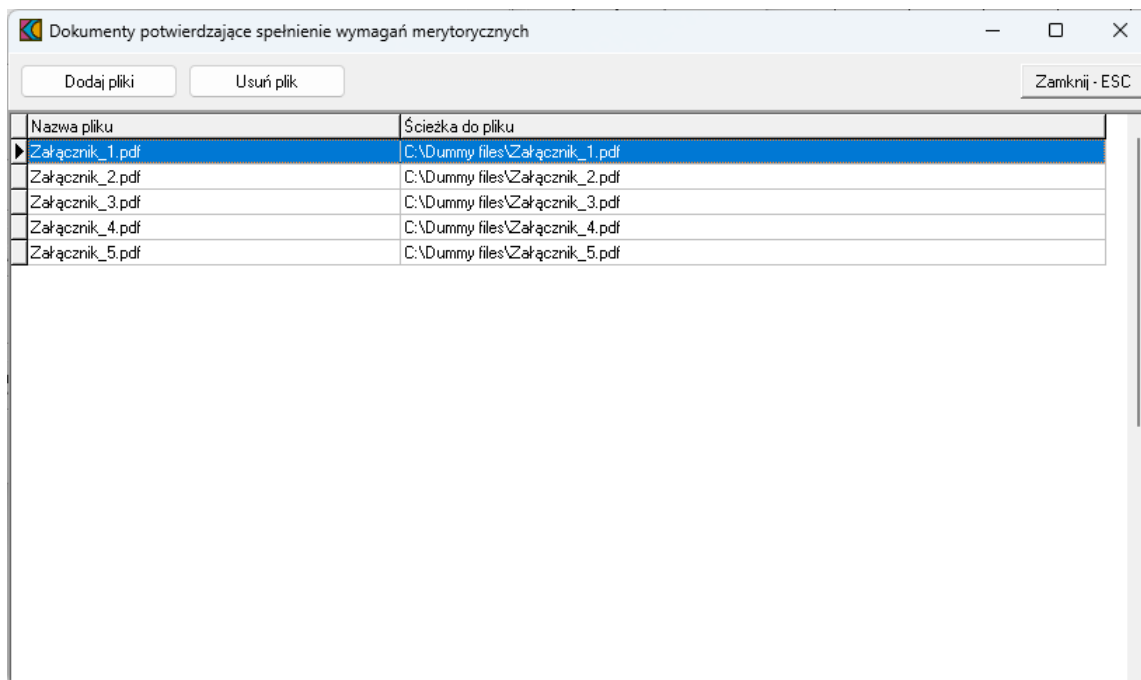 Dokumenty potwierdzające spełnienie wymagań merytorycznych
Dodaj pliki Usuń plik Zamknij - ESC
Nazwa pliku Ścieżka do pliku
Załącznik_1.pdf C:\Dummy files\Załącznik_1.pdf
Załącznik_2.pdf C:\Dummy files\Załącznik_2.pdf
Załącznik_3.pdf C:\Dummy files\Załącznik_3.pdf
Załącznik_4.pdf C:\Dummy files\Załącznik_4.pdf
Załącznik_5.pdf C:\Dummy files\Załącznik_5.pdf